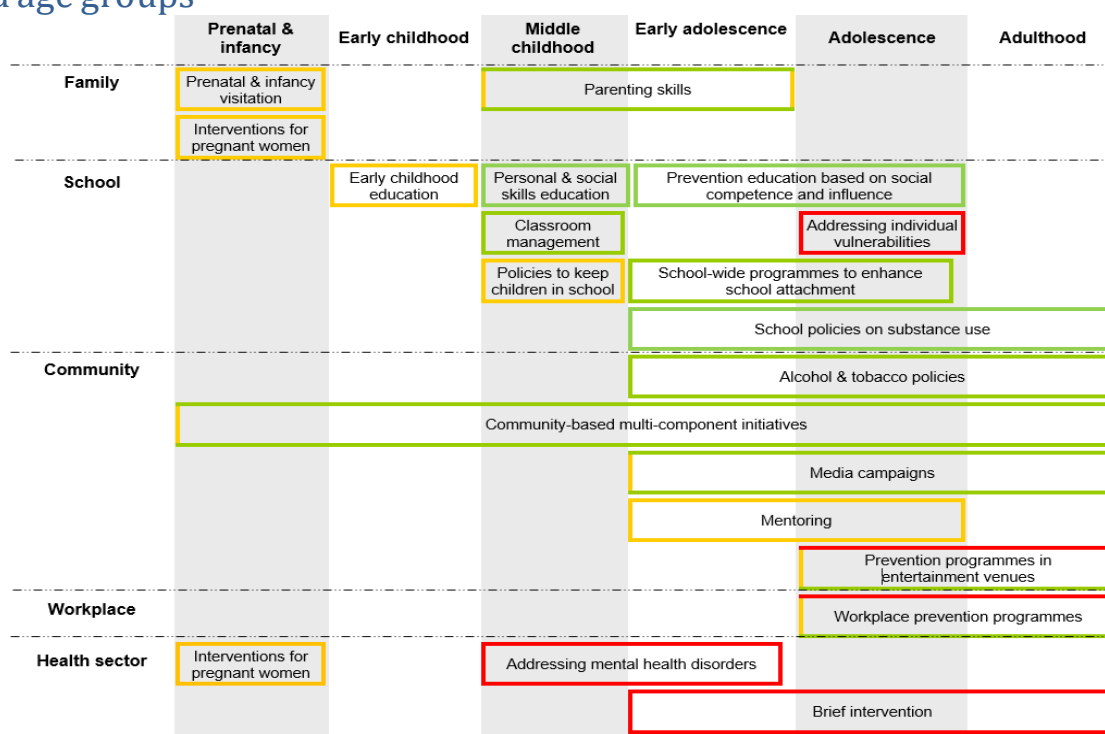 d age groups
Prenatal &
infancy
Early childhood
Middle
childhood
Early adolescence
Adolescence
Adulthood
Family
Prenatal & infancy
visitation
Parenting skills
Interventions for
pregnant women
School
Early childhood
education
Personal & social
skills education
Prevention education based on social
competence and influence
Classroom
management
Addressing individual
vulnerabilities
Policies to keep
children in school
School-wide programmes to enhance
school attachment
School policies on substance use
Community
Alcohol & tobacco policies
Community-based multi-component initiatives
Media campaigns
Mentoring
Prevention programmes in
entertainment venues
Workplace
Workplace prevention programmes
Health sector
Interventions for
pregnant women
Addressing mental health disorders
Brief intervention